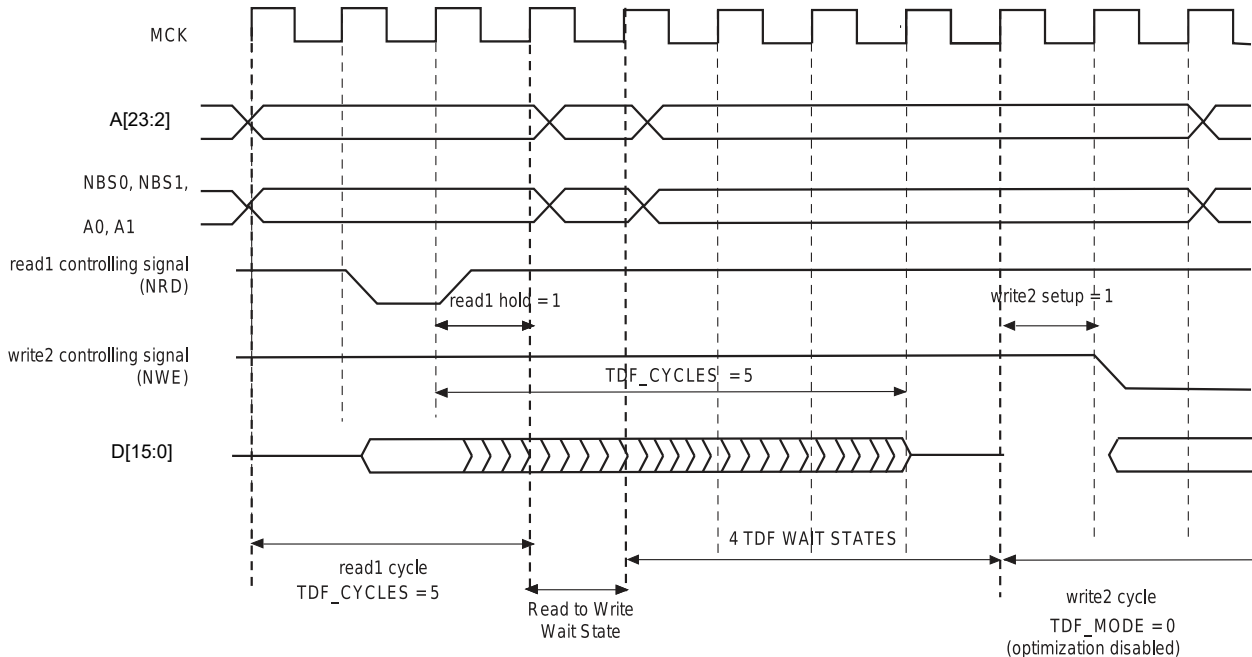 MCK
A[23:2]
NBS0, NBS1,
A0, A1
read1 controlling signal
(NRD)
read1 hold = 1
write2 setup = 1
write2 controlling signal
(NWE)
TDF_CYCLES = 5
D[15:0]
4 TDF WAIT STATES
read1 cycle
TDF_CYCLES = 5
Read to Write
Wait State
write2 cycle
TDF_MODE = 0
(optimization disabled)